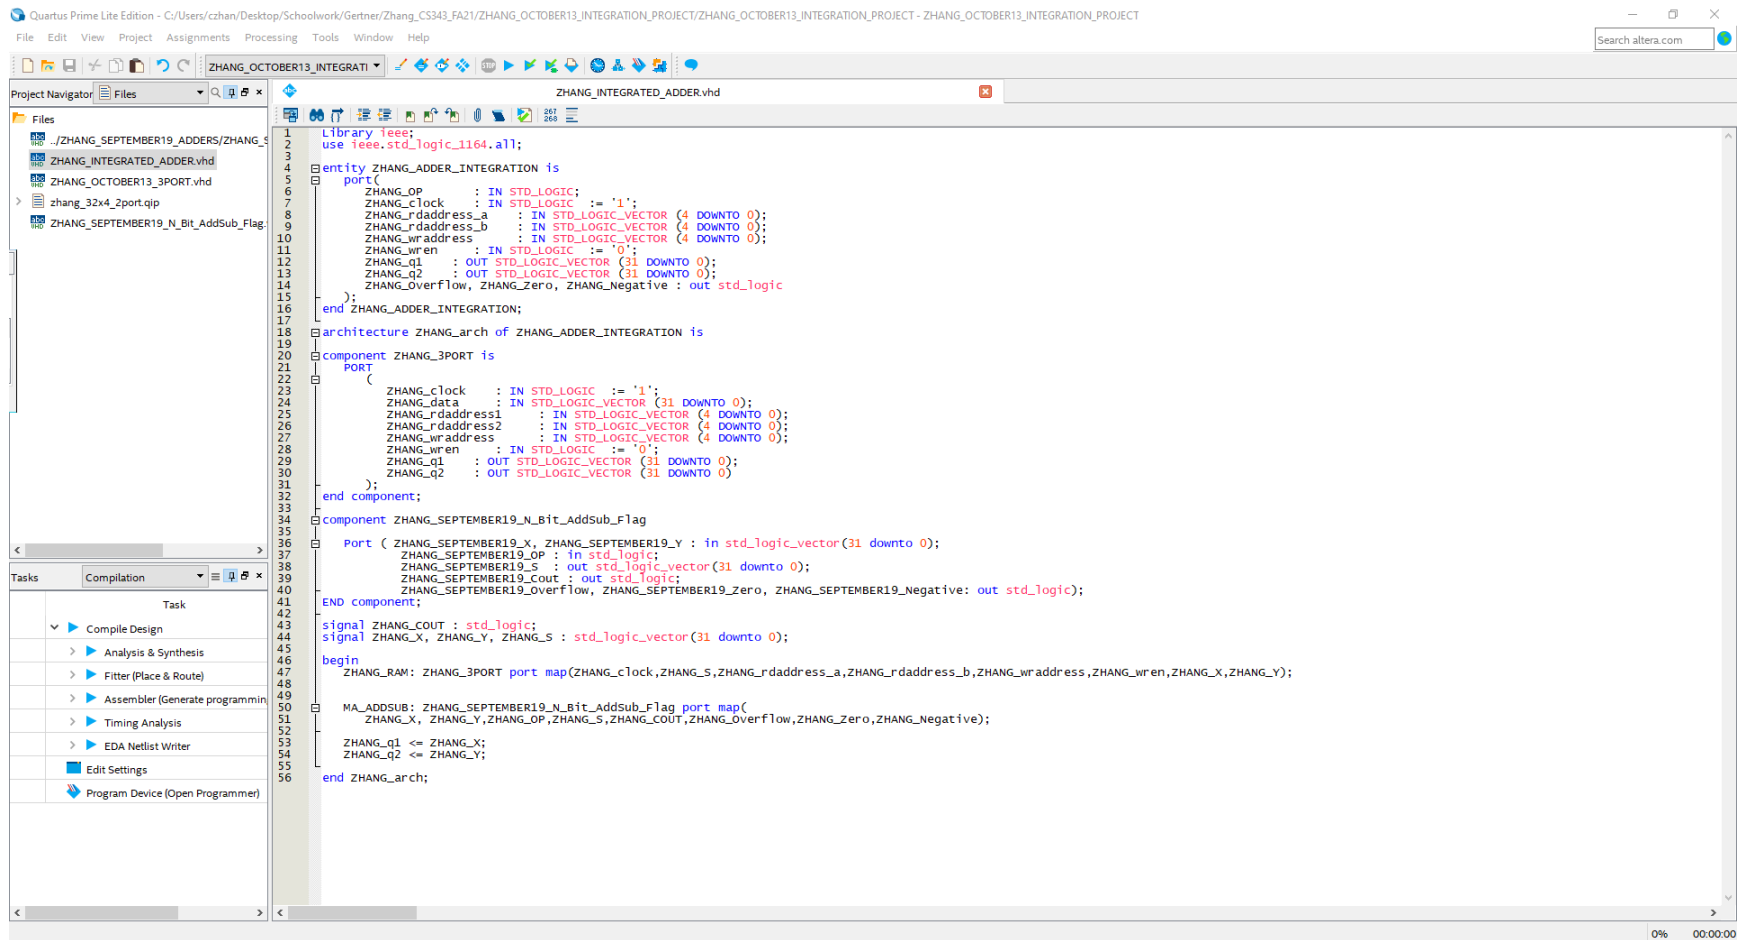 Quartus Prime Lite Edition - C:/Users/czhan/Desktop/Schoolwork/Gertner/Zhang_CS343_FA21/ZHANG_OCTOBER13_INTEGRATION_PROJECT/ZHANG_OCTOBER13_INTEGRATION_PROJECT - ZHANG_OCTOBER13_INTEGRATION_PROJECT
File Edit View Project Assignments Processing Tools Window Help
Search altera.com
ZHANG_OCTOBER13_INTEGRATI
Project Navigator Files
Files
../ZHANG_SEPTEMBER19_ADDERS/ZHANG_S
ZHANG_INTEGRATED_ADDER.vhd
ZHANG_OCTOBER13_3PORT.vhd
zhang_32x4_2port.qip
ZHANG_SEPTEMBER19_N_Bit_AddSub_Flag.
Tasks Compilation
Task
Compile Design
Analysis & Synthesis
Fitter (Place & Route)
Assembler (Generate programmin
Timing Analysis
EDA Netlist Writer
Edit Settings
Program Device (Open Programmer)
ZHANG_INTEGRATED_ADDER.vhd
267
268
1 Library ieee;
2 use ieee.std_logic_1164.all;
3
4 entity ZHANG_ADDER_INTEGRATION is
5 port(
6 ZHANG_OP : IN STD_LOGIC;
7 ZHANG_clock : IN STD_LOGIC := '1';
8 ZHANG_rdaddress_a : IN STD_LOGIC_VECTOR (4 DOWNTO 0);
9 ZHANG_rdaddress_b : IN STD_LOGIC_VECTOR (4 DOWNTO 0);
10 ZHANG_wraddress : IN STD_LOGIC_VECTOR (4 DOWNTO 0);
11 ZHANG_wren : IN STD_LOGIC := '0';
12 ZHANG_q1 : OUT STD_LOGIC_VECTOR (31 DOWNTO 0);
13 ZHANG_q2 : OUT STD_LOGIC_VECTOR (31 DOWNTO 0);
14 ZHANG_Overflow, ZHANG_Zero, ZHANG_Negative : out std_logic
15 );
16 end ZHANG_ADDER_INTEGRATION;
17
18 architecture ZHANG_arch of ZHANG_ADDER_INTEGRATION is
19
20 component ZHANG_3PORT is
21 PORT
22 (
23 ZHANG_clock : IN STD_LOGIC := '1';
24 ZHANG_data : IN STD_LOGIC_VECTOR (31 DOWNTO 0);
25 ZHANG_rdaddress1 : IN STD_LOGIC_VECTOR (4 DOWNTO 0);
26 ZHANG_rdaddress2 : IN STD_LOGIC_VECTOR (4 DOWNTO 0);
27 ZHANG_wraddress : IN STD_LOGIC_VECTOR (4 DOWNTO 0);
28 ZHANG_wren : IN STD_LOGIC := '0';
29 ZHANG_q1 : OUT STD_LOGIC_VECTOR (31 DOWNTO 0);
30 ZHANG_q2 : OUT STD_LOGIC_VECTOR (31 DOWNTO 0)
31 );
32 end component;
33
34 component ZHANG_SEPTEMBER19_N_Bit_AddSub_Flag
35
36 Port ( ZHANG_SEPTEMBER19_X, ZHANG_SEPTEMBER19_Y : in std_logic_vector(31 downto 0);
37 ZHANG_SEPTEMBER19_OP : in std_logic;
38 ZHANG_SEPTEMBER19_S : out std_logic_vector(31 downto 0);
39 ZHANG_SEPTEMBER19_Cout : out std_logic;
40 ZHANG_SEPTEMBER19_Overflow, ZHANG_SEPTEMBER19_Zero, ZHANG_SEPTEMBER19_Negative: out std_logic);
41 END component;
42
43 signal ZHANG_COUT : std_logic;
44 signal ZHANG_X, ZHANG_Y, ZHANG_S : std_logic_vector(31 downto 0);
45
46 begin
47 ZHANG_RAM: ZHANG_3PORT port map(ZHANG_clock,ZHANG_S,ZHANG_rdaddress_a,ZHANG_rdaddress_b,ZHANG_wraddress,ZHANG_wren,ZHANG_X,ZHANG_Y);
48
49
50 MA_ADDSUB: ZHANG_SEPTEMBER19_N_Bit_AddSub_Flag port map(
51 ZHANG_X, ZHANG_Y,ZHANG_OP,ZHANG_S,ZHANG_COUT,ZHANG_Overflow,ZHANG_Zero,ZHANG_Negative);
52
53 ZHANG_q1 <= ZHANG_X;
54 ZHANG_q2 <= ZHANG_Y;
55
56 end ZHANG_arch;
0% 00:00:00